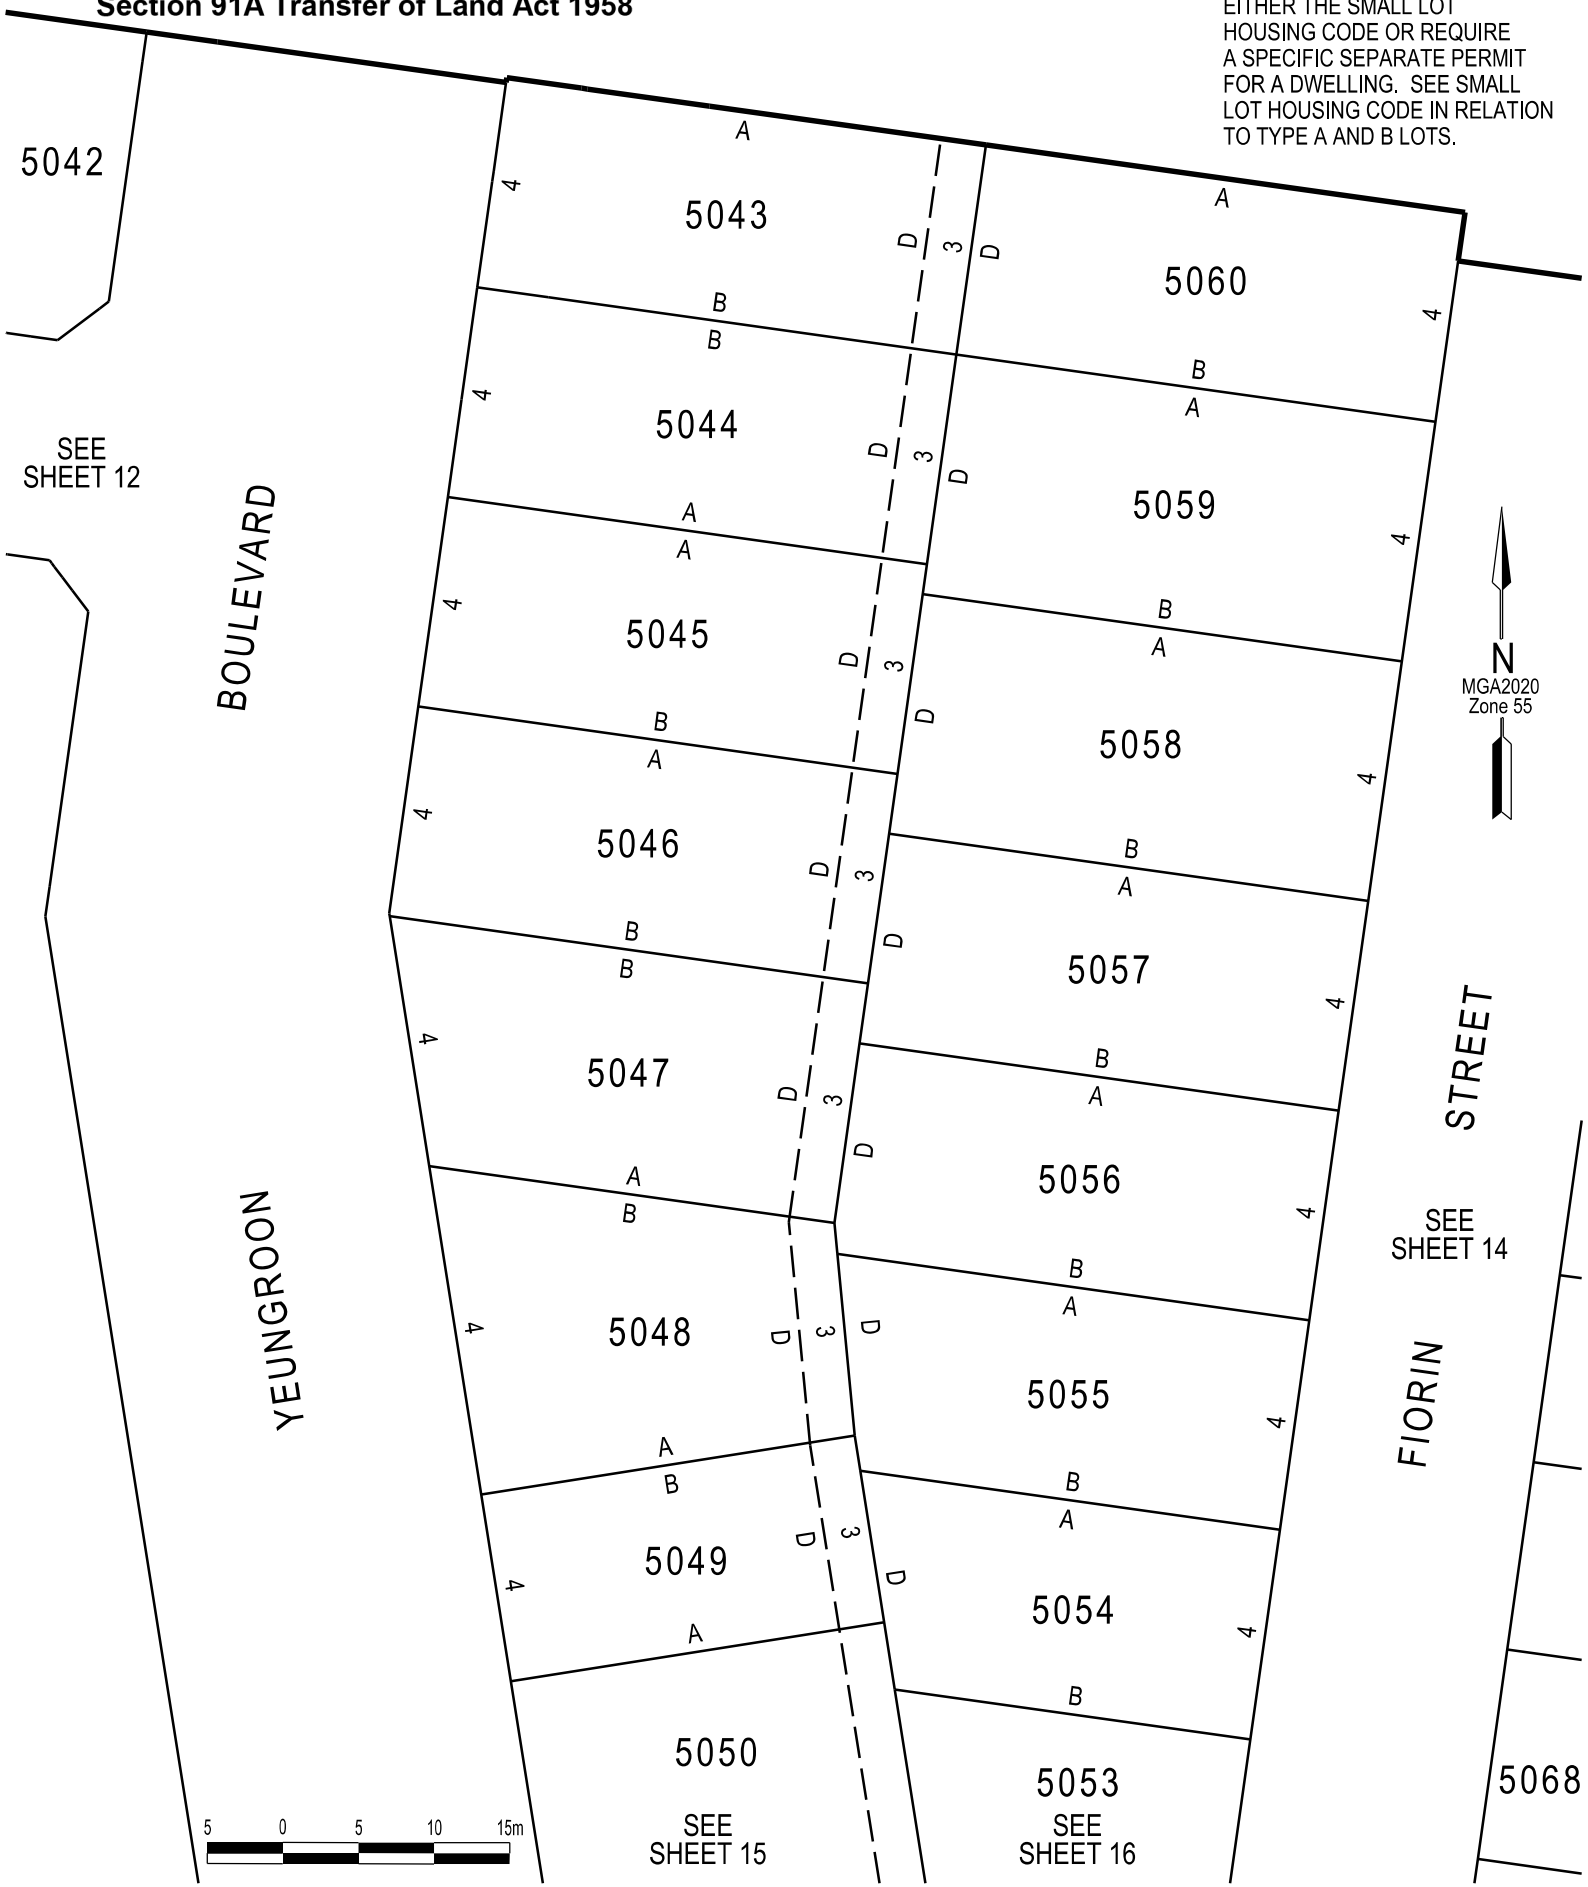 Section 91A Transfer of Land Act 1958
EITHER THE SMALL LOT
HOUSING CODE OR REQUIRE
A SPECIFIC SEPARATE PERMIT
FOR A DWELLING. SEE SMALL
LOT HOUSING CODE IN RELATION
TO TYPE A AND B LOTS.
5042
A
4
5043
D
3
D
A
5060
4
B
B
B
A
4
5044
D
3
D
5059
4
SEE
SHEET 12
BOULEVARD
A
A
B
A
4
5045
D
3
D
5058
4
N
MGA2020
Zone 55
B
A
B
A
4
5046
D
3
D
5057
4
B
B
B
A
4
5047
D
3
D
5056
4
STREET
A
B
B
A
YEUNGROON
4
5048
D
3
D
5055
4
SEE
SHEET 14
FIORIN
A
B
B
A
4
5049
D
3
D
5054
4
A
B
5050
SEE
SHEET 15
5053
SEE
SHEET 16
5068
5 0 5 10 15m